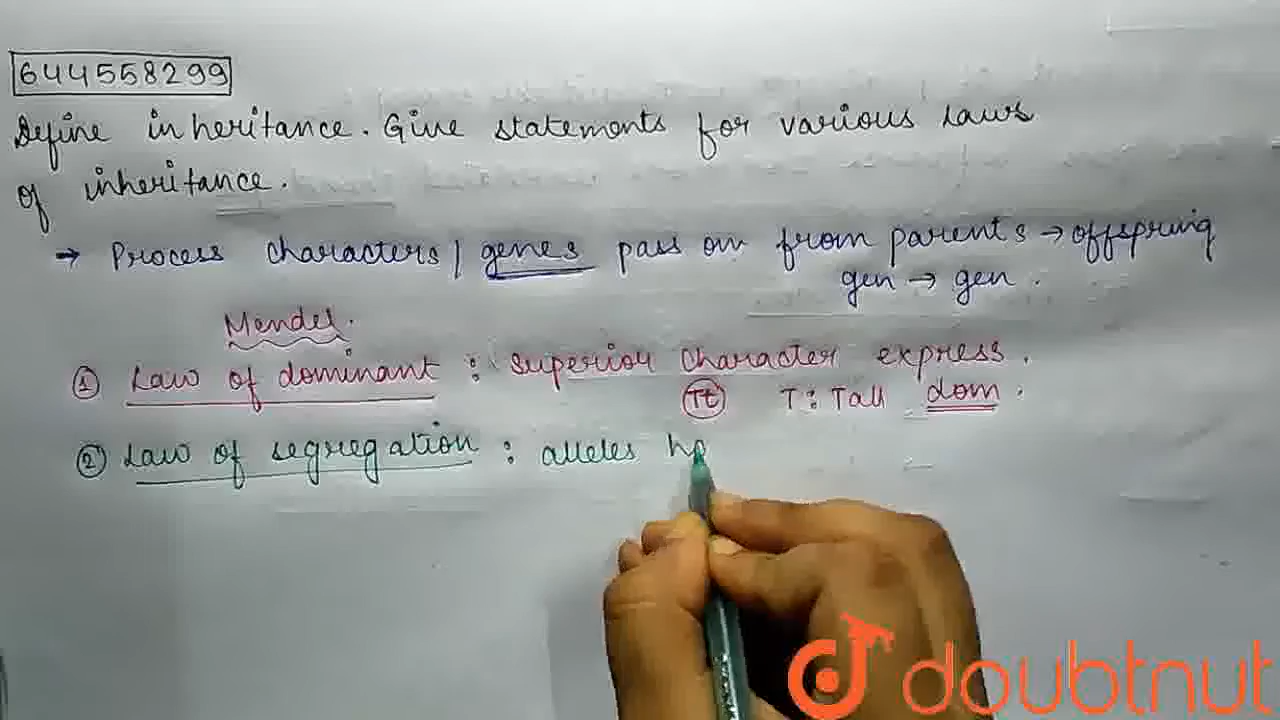 644558299
Define inheritance. Give statements for various laws
of inheritance.
→ Process characters / genes pass on from parents → offspring
gen → gen.
Mendel.
① Law of dominant : superior character express.
Tt T : Tall dom.
② Law of segregation : alleles
doubtnut